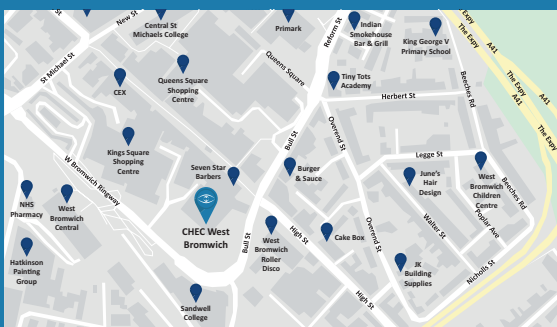 New St
Central St
Michaels College
Primark
Reform St
Indian
Smokehouse
Bar & Grill
King George V
Primary School
The Expy
A41
The Expy
St Michael St
CEX
Queens Square
Shopping
Centre
Queens Square
Tiny Tots
Academy
Herbert St
Beeches Rd
The Expy
A41
A41
The Expy
Kings Square
Shopping
Centre
Bull St
Overend St
Legge St
W Bromwich Ringway
Seven Star
Barbers
Burger
& Sauce
June's
Hair
Design
West
Bromwich
Children
Centre
Beeches Rd
NHS
Pharmacy
West
Bromwich
Central
CHEC West
Bromwich
Bull St
West
Bromwich
Roller
Disco
High St
Cake Box
Overend St
Walter St
Poplar Ave
Hatkinson
Painting
Group
JK
Building
Supplies
Nicholls St
Sandwell
College
High St